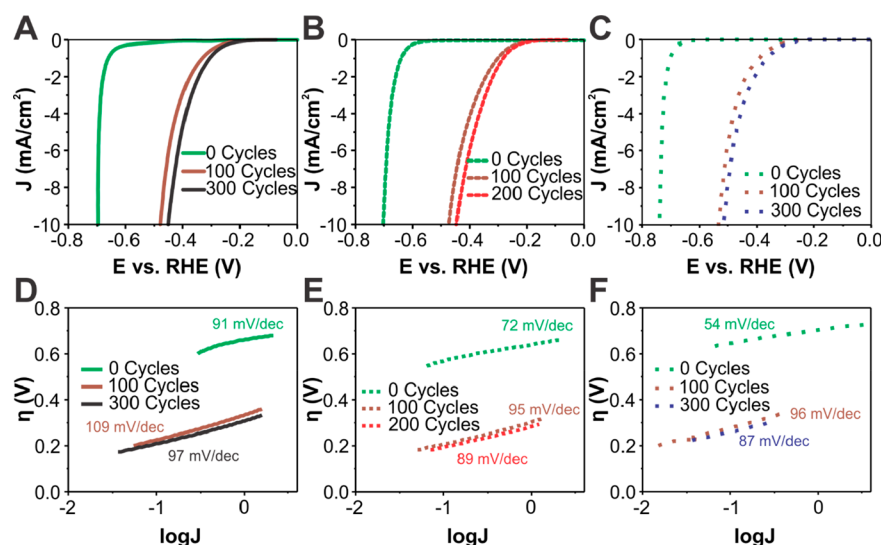 A
0
-2
-4
-6
-8
-10
J (mA/cm²)
0 Cycles
100 Cycles
300 Cycles
-0.8 -0.6 -0.4 -0.2 0.0
E vs. RHE (V)
B
0
-2
-4
-6
-8
-10
J (mA/cm²)
0 Cycles
100 Cycles
200 Cycles
-0.8 -0.6 -0.4 -0.2 0.0
E vs. RHE (V)
C
0
-2
-4
-6
-8
-10
J (mA/cm²)
0 Cycles
100 Cycles
300 Cycles
-0.8 -0.6 -0.4 -0.2 0.0
E vs. RHE (V)
D
0.8
0.6
0.4
0.2
0.0
η (V)
91 mV/dec
0 Cycles
100 Cycles
300 Cycles
109 mV/dec
97 mV/dec
-2 -1 0
logJ
E
0.8
0.6
0.4
0.2
0.0
η (V)
72 mV/dec
0 Cycles
100 Cycles
200 Cycles
95 mV/dec
89 mV/dec
-2 -1 0
logJ
F
0.8
0.6
0.4
0.2
0.0
η (V)
54 mV/dec
0 Cycles
100 Cycles
300 Cycles
96 mV/dec
87 mV/dec
-2 -1 0
logJ